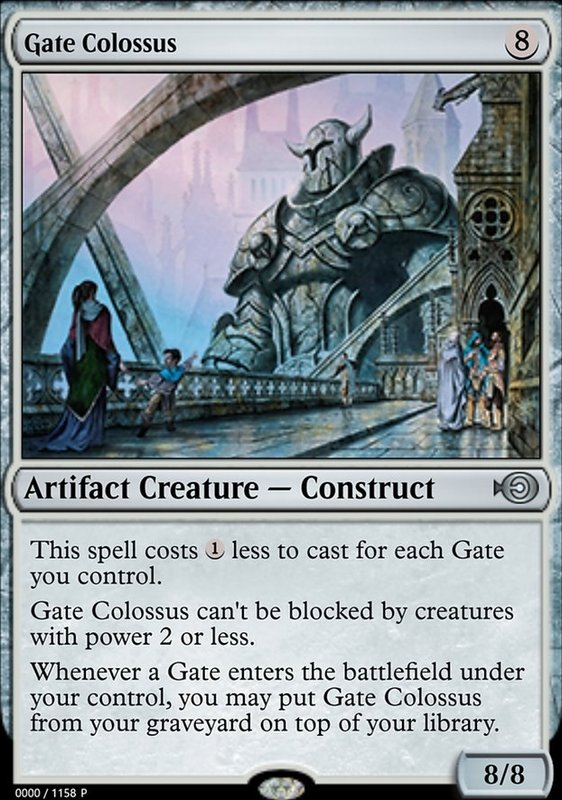 Gate Colossus 8
Artifact Creature — Construct
This spell costs 1 less to cast for each Gate
you control.
Gate Colossus can't be blocked by creatures
with power 2 or less.
Whenever a Gate enters the battlefield under
your control, you may put Gate Colossus
from your graveyard on top of your library.
8/8
0000 / 1158 P